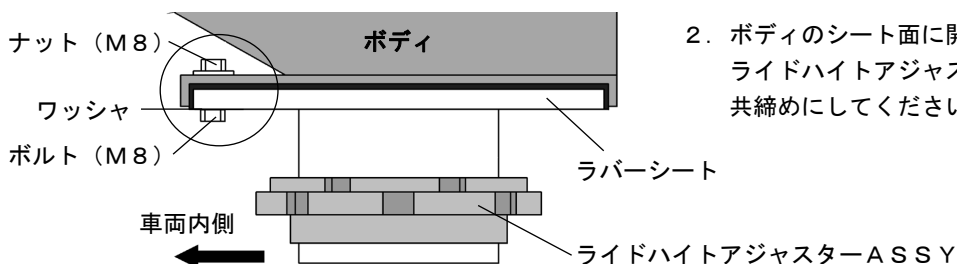 ナット（Ｍ８）
ボディ
ワッシャ
ボルト（Ｍ８）
ラバーシート
車両内側
ライドハイトアジャスターＡＳＳＹ
２．ボディのシート面に
ライドハイトアジャス
共締めにしてください